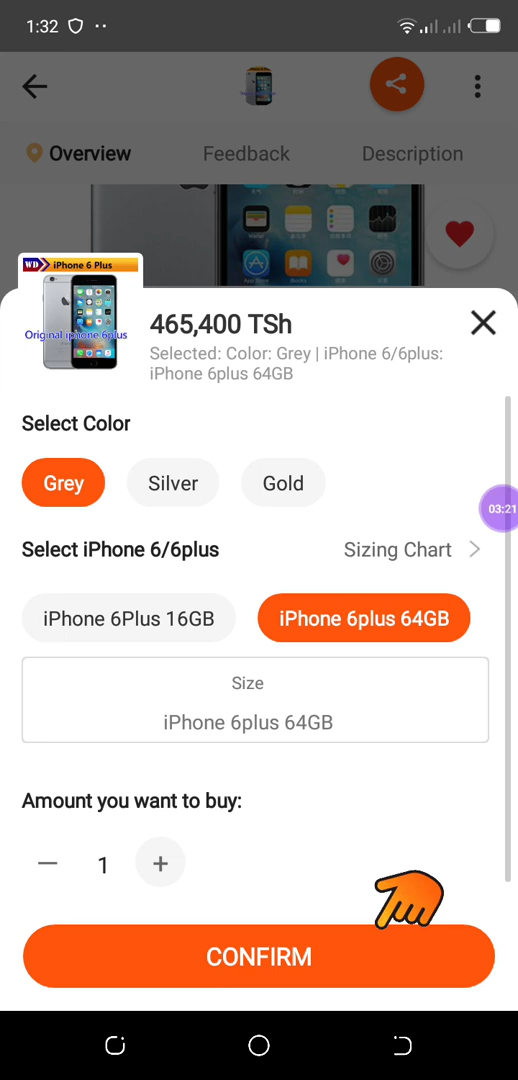 1:32
Overview
Feedback
Description
WD iPhone 6 Plus
Original iphone 6plus
465,400 TSh
Selected: Color: Grey | iPhone 6/6plus:
iPhone 6plus 64GB
Select Color
Grey
Silver
Gold
03:21
Select iPhone 6/6plus
Sizing Chart
iPhone 6Plus 16GB
iPhone 6plus 64GB
Size
iPhone 6plus 64GB
Amount you want to buy:
1
CONFIRM